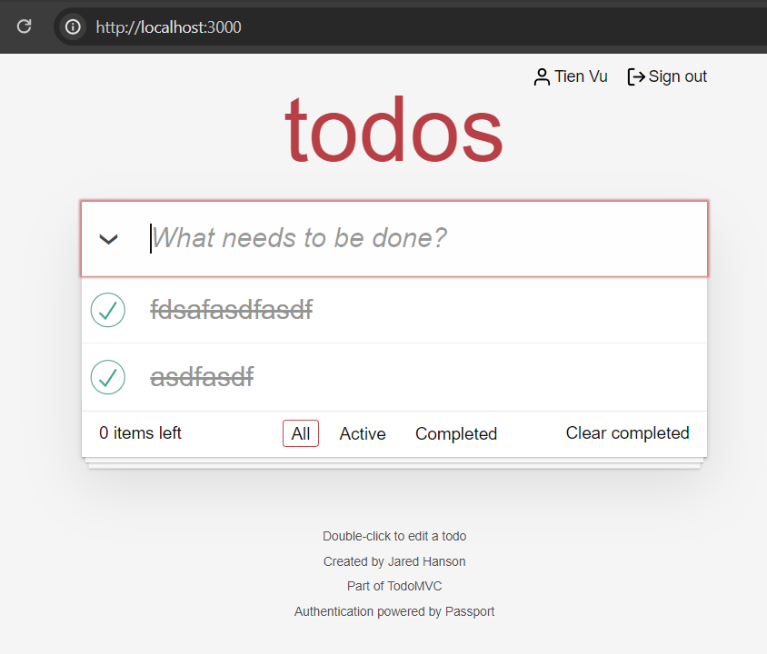 http://localhost:3000
Tien Vu Sign out
todos
What needs to be done?
fdsafasdfasdf
asdfasdf
0 items left All Active Completed Clear completed
Double-click to edit a todo
Created by Jared Hanson
Part of TodoMVC
Authentication powered by Passport